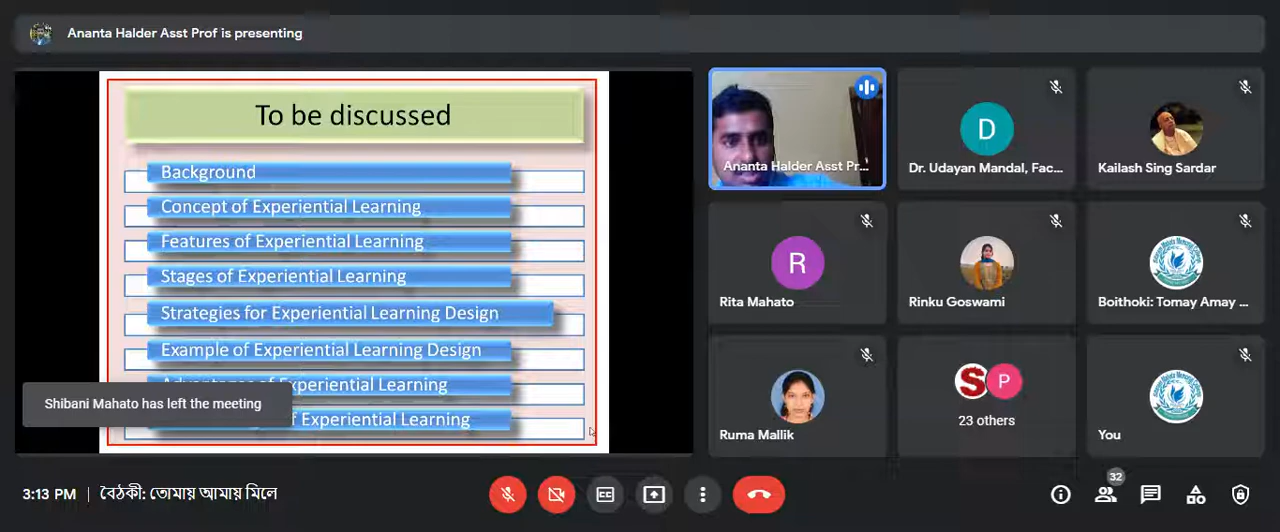 Ananta Halder Asst Prof is presenting
To be discussed
Background
Concept of Experiential Learning
Features of Experiential Learning
Stages of Experiential Learning
Strategies for Experiential Learning Design
Example of Experiential Learning Design
Experiential Learning
of Experiential Learning
Shibani Mahato has left the meeting
Ananta Halder Asst Pr...
D
Dr. Udayan Mandal, Fac...
Kailash Sing Sardar
R
Rita Mahato
Rinku Goswami
Boithoki: Tomay Amay ...
Ruma Mallik
S P
23 others
You
3:13 PM | বৈঠকী: তোমায় আমায় মিলে
CC
32